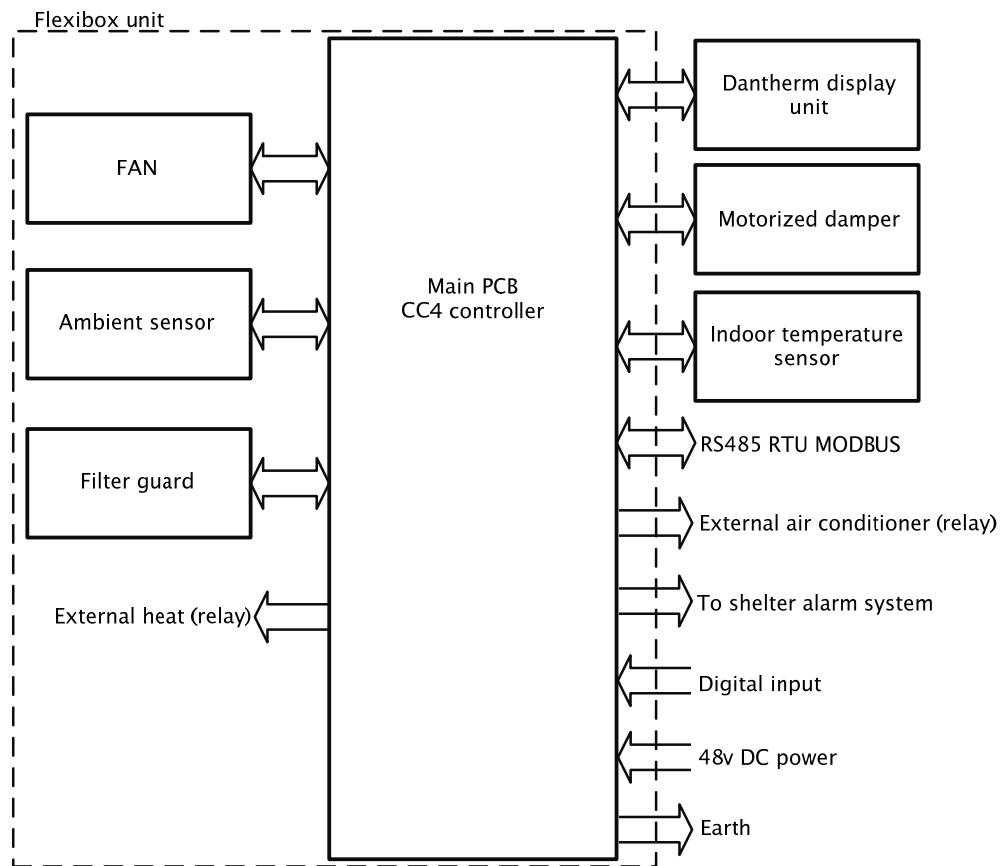 Flexibox unit
FAN
Ambient sensor
Filter guard
External heat (relay)
Main PCB
CC4 controller
Dantherm display
unit
Motorized damper
Indoor temperature
sensor
RS485 RTU MODBUS
External air conditioner (relay)
To shelter alarm system
Digital input
48v DC power
Earth